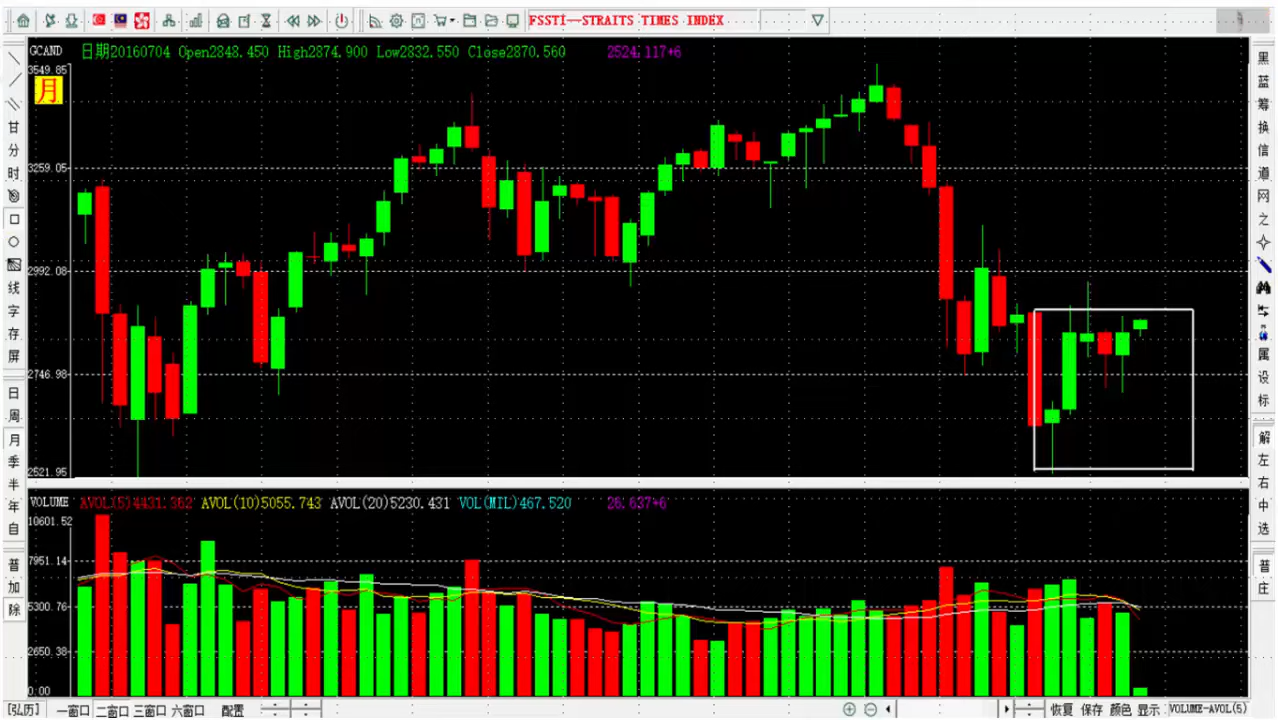 FSSTI—STRAITS TIMES INDEX
GCAND 日期20160704 Open2848.450 High2874.900 Low2832.550 Close2870.560 2524.117+6
3549.85
月
3259.05
2992.08
2746.98
2521.95
VOLUME AVOL(5)4431.362 AVOL(10)5055.743 AVOL(20)5230.431 VOL(MIL)467.520 26.637+6
10601.52
7951.14
5300.76
2650.38
0:00
甘
分
时
线
字
存
屏
日
周
月
季
半
年
自
普
加
除
黑
蓝
筹
换
信
道
网
之
属
设
标
解
左
右
中
选
普
庄
[弘历] 一窗口 二窗口 三窗口 六窗口 配置 恢复 保存 颜色 显示 VOLUME-AVOL(5)